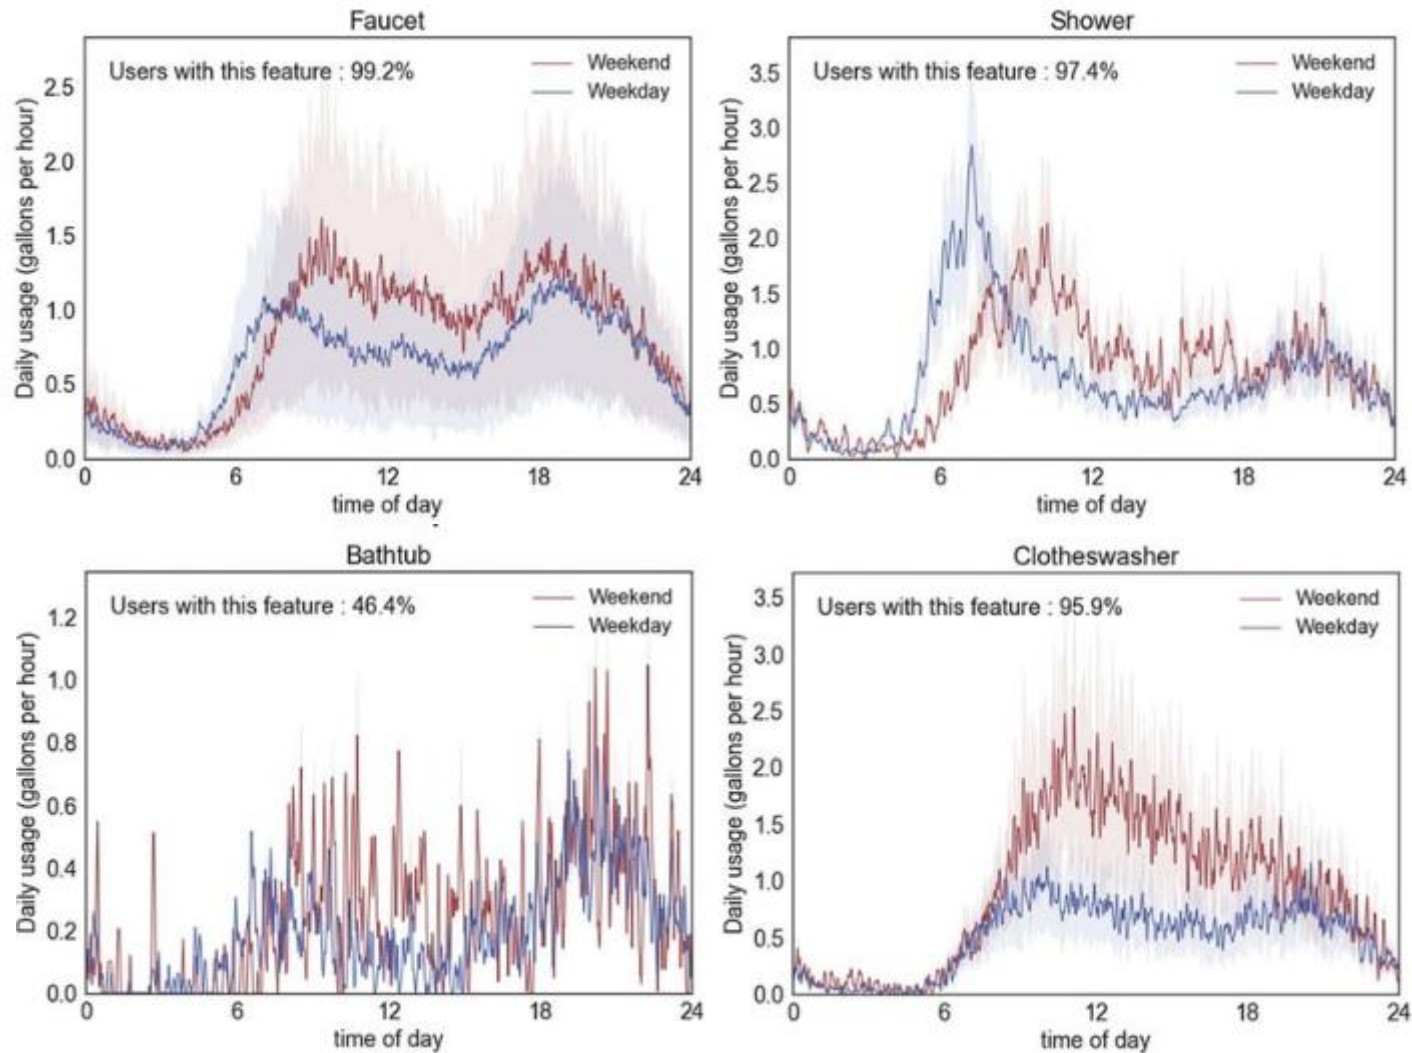 Faucet
Users with this feature : 99.2%
Weekend
Weekday
Daily usage (gallons per hour)
2.5
2.0
1.5
1.0
0.5
0.0
0 6 12 18 24
time of day
Shower
Users with this feature : 97.4%
Weekend
Weekday
Daily usage (gallons per hour)
3.5
3.0
2.5
2.0
1.5
1.0
0.5
0.0
0 6 12 18 24
time of day
Bathtub
Users with this feature : 46.4%
Weekend
Weekday
Daily usage (gallons per hour)
1.2
1.0
0.8
0.6
0.4
0.2
0.0
0 6 12 18 24
time of day
Clotheswasher
Users with this feature : 95.9%
Weekend
Weekday
Daily usage (gallons per hour)
3.5
3.0
2.5
2.0
1.5
1.0
0.5
0.0
0 6 12 18 24
time of day